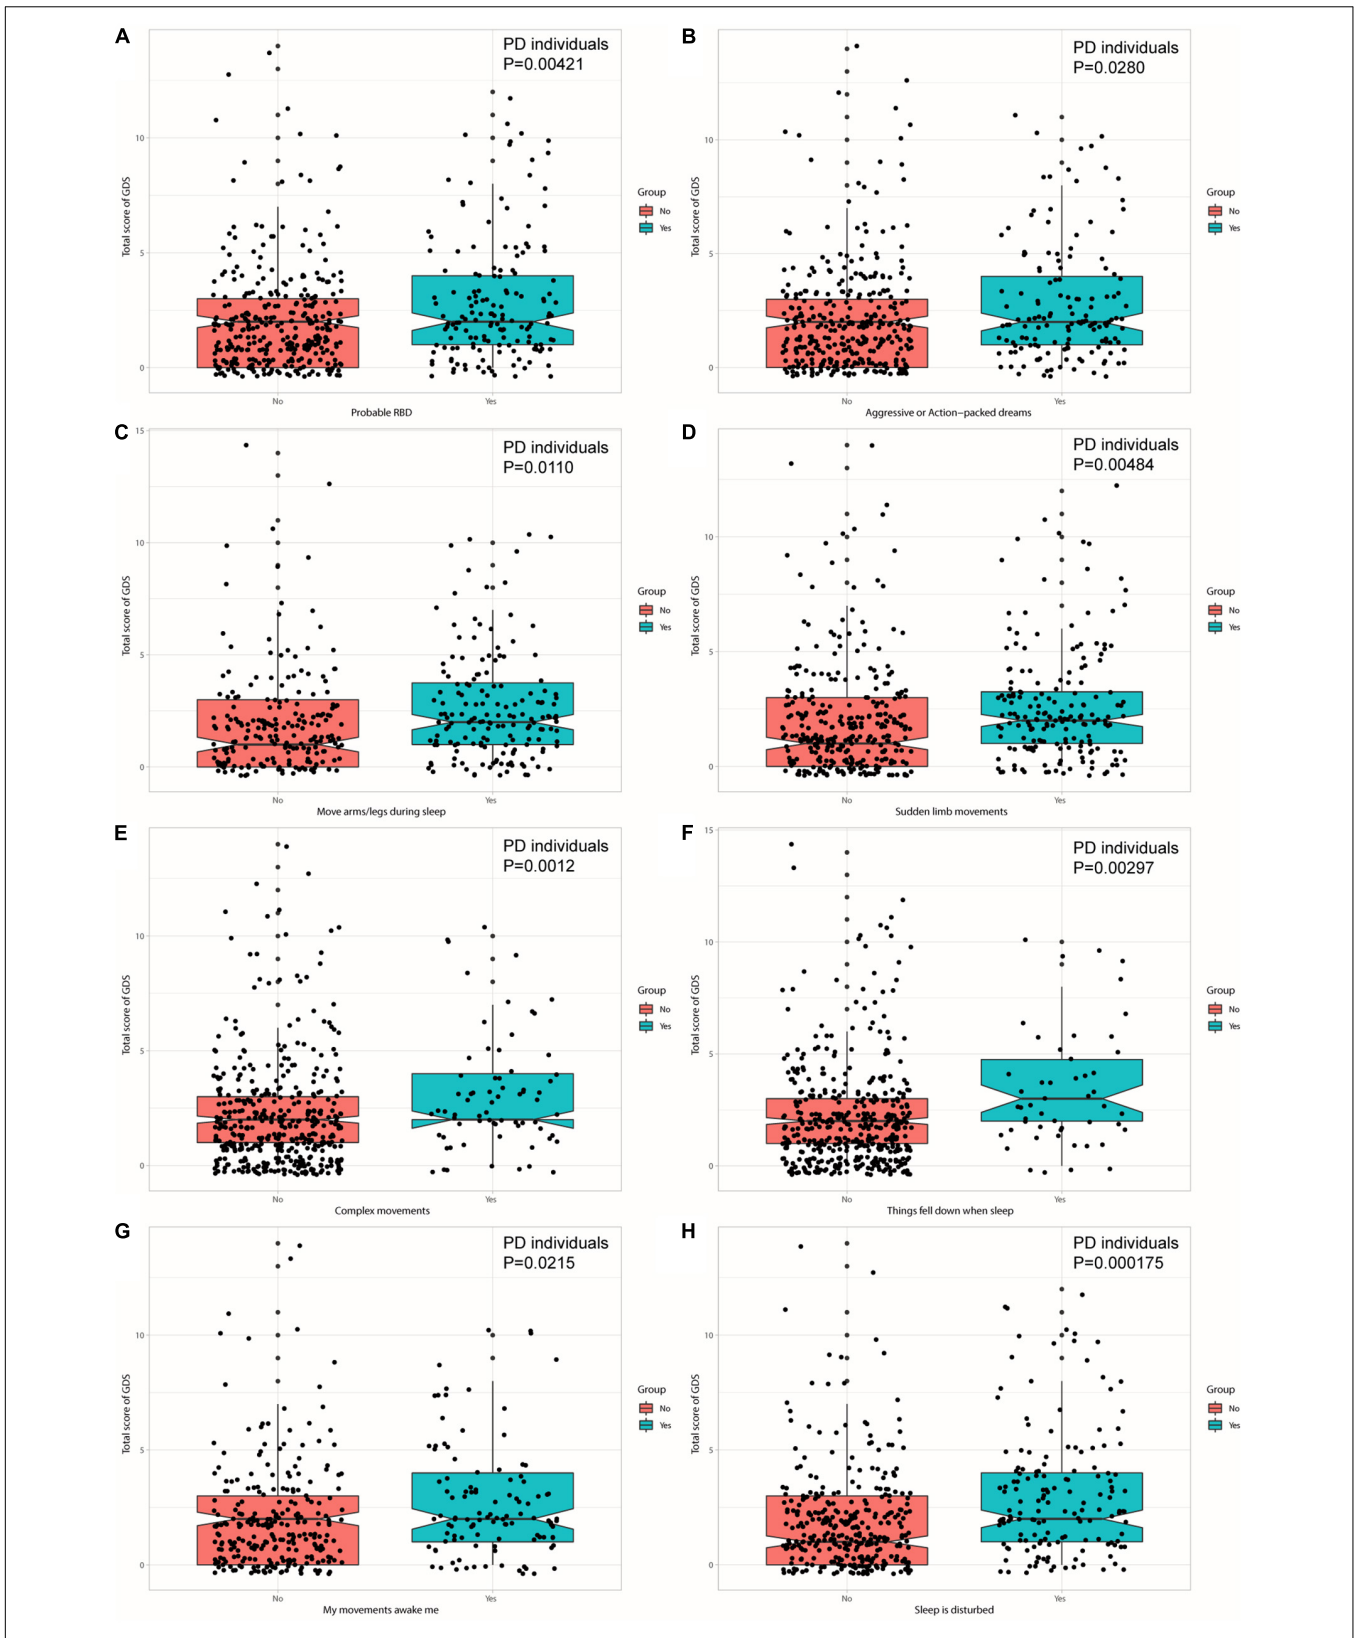 A
PD individuals
P=0.00421
Total score of GDS
10
5
0
No
Yes
Probable RBD
Group
No
Yes
B
PD individuals
P=0.0280
Total score of GDS
10
5
0
No
Yes
Aggressive or Action−packed dreams
Group
No
Yes
C
PD individuals
P=0.0110
Total score of GDS
15
10
5
0
No
Yes
Move arms/legs during sleep
Group
No
Yes
D
PD individuals
P=0.00484
Total score of GDS
10
5
0
No
Yes
Sudden limb movements
Group
No
Yes
E
PD individuals
P=0.0012
Total score of GDS
10
5
0
No
Yes
Complex movements
Group
No
Yes
F
PD individuals
P=0.00297
Total score of GDS
15
10
5
0
No
Yes
Things fell down when sleep
Group
No
Yes
G
PD individuals
P=0.0215
Total score of GDS
10
5
0
No
Yes
My movements awake me
Group
No
Yes
H
PD individuals
P=0.000175
Total score of GDS
10
5
0
No
Yes
Sleep is disturbed
Group
No
Yes